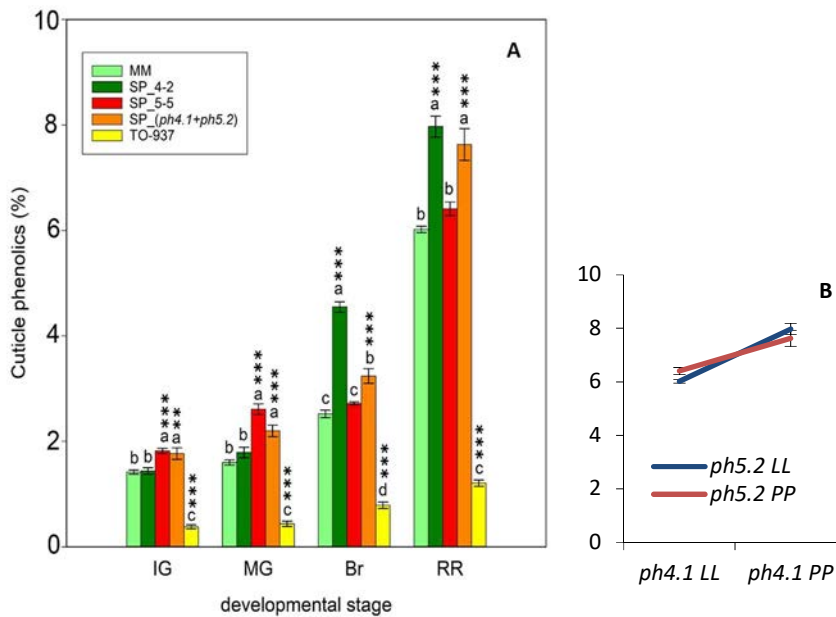 A
10
8
6
4
2
0
Cuticle phenolics (%)
MM
SP_4-2
SP_5-5
SP_(ph4.1+ph5.2)
TO-937
b b ***a **a ***c
b b ***a ***a ***c
c ***a c ***b ***d
b ***a b ***a ***c
IG MG Br RR
developmental stage
B
10
8
6
4
2
0
ph5.2 LL
ph5.2 PP
ph4.1 LL ph4.1 PP